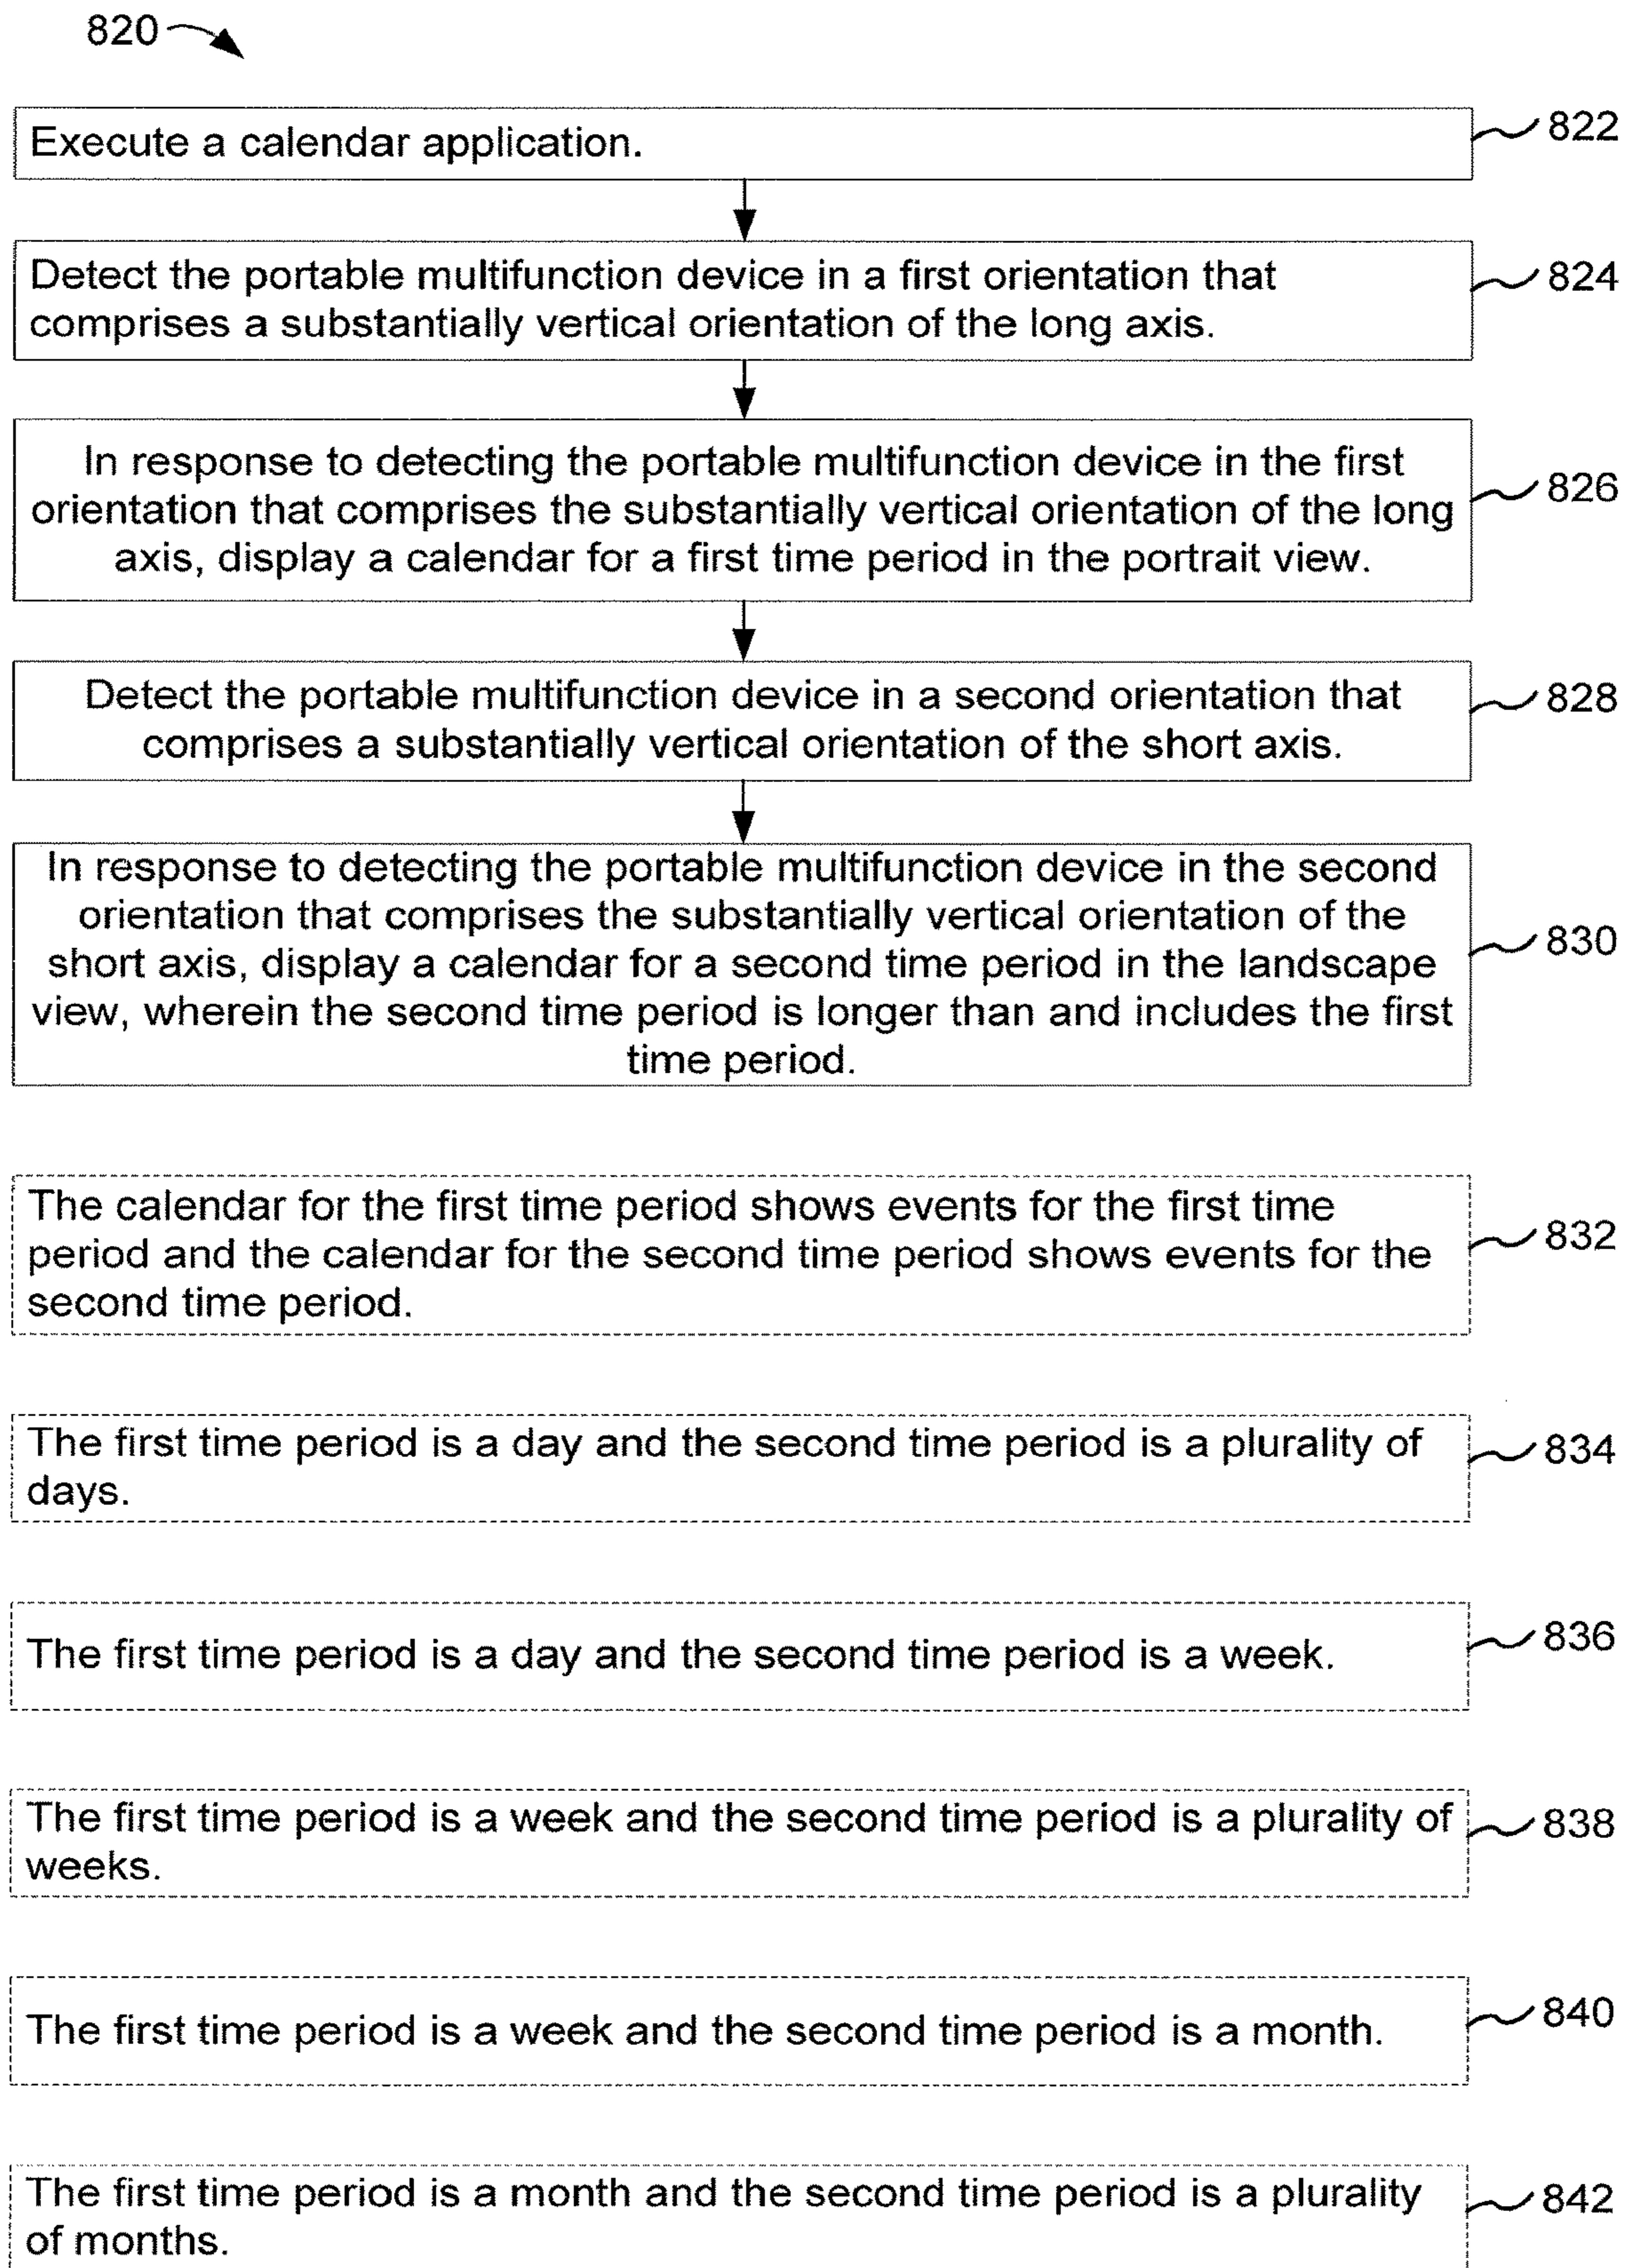 820
Execute a calendar application.
822
Detect the portable multifunction device in a first orientation that
comprises a substantially vertical orientation of the long axis.
824
In response to detecting the portable multifunction device in the first
orientation that comprises the substantially vertical orientation of the long
axis, display a calendar for a first time period in the portrait view.
826
Detect the portable multifunction device in a second orientation that
comprises a substantially vertical orientation of the short axis.
828
In response to detecting the portable multifunction device in the second
orientation that comprises the substantially vertical orientation of the
short axis, display a calendar for a second time period in the landscape
view, wherein the second time period is longer than and includes the first
time period.
830
The calendar for the first time period shows events for the first time
period and the calendar for the second time period shows events for the
second time period.
832
The first time period is a day and the second time period is a plurality of
days.
834
The first time period is a day and the second time period is a week.
836
The first time period is a week and the second time period is a plurality of
weeks.
838
The first time period is a week and the second time period is a month.
840
The first time period is a month and the second time period is a plurality
of months.
842